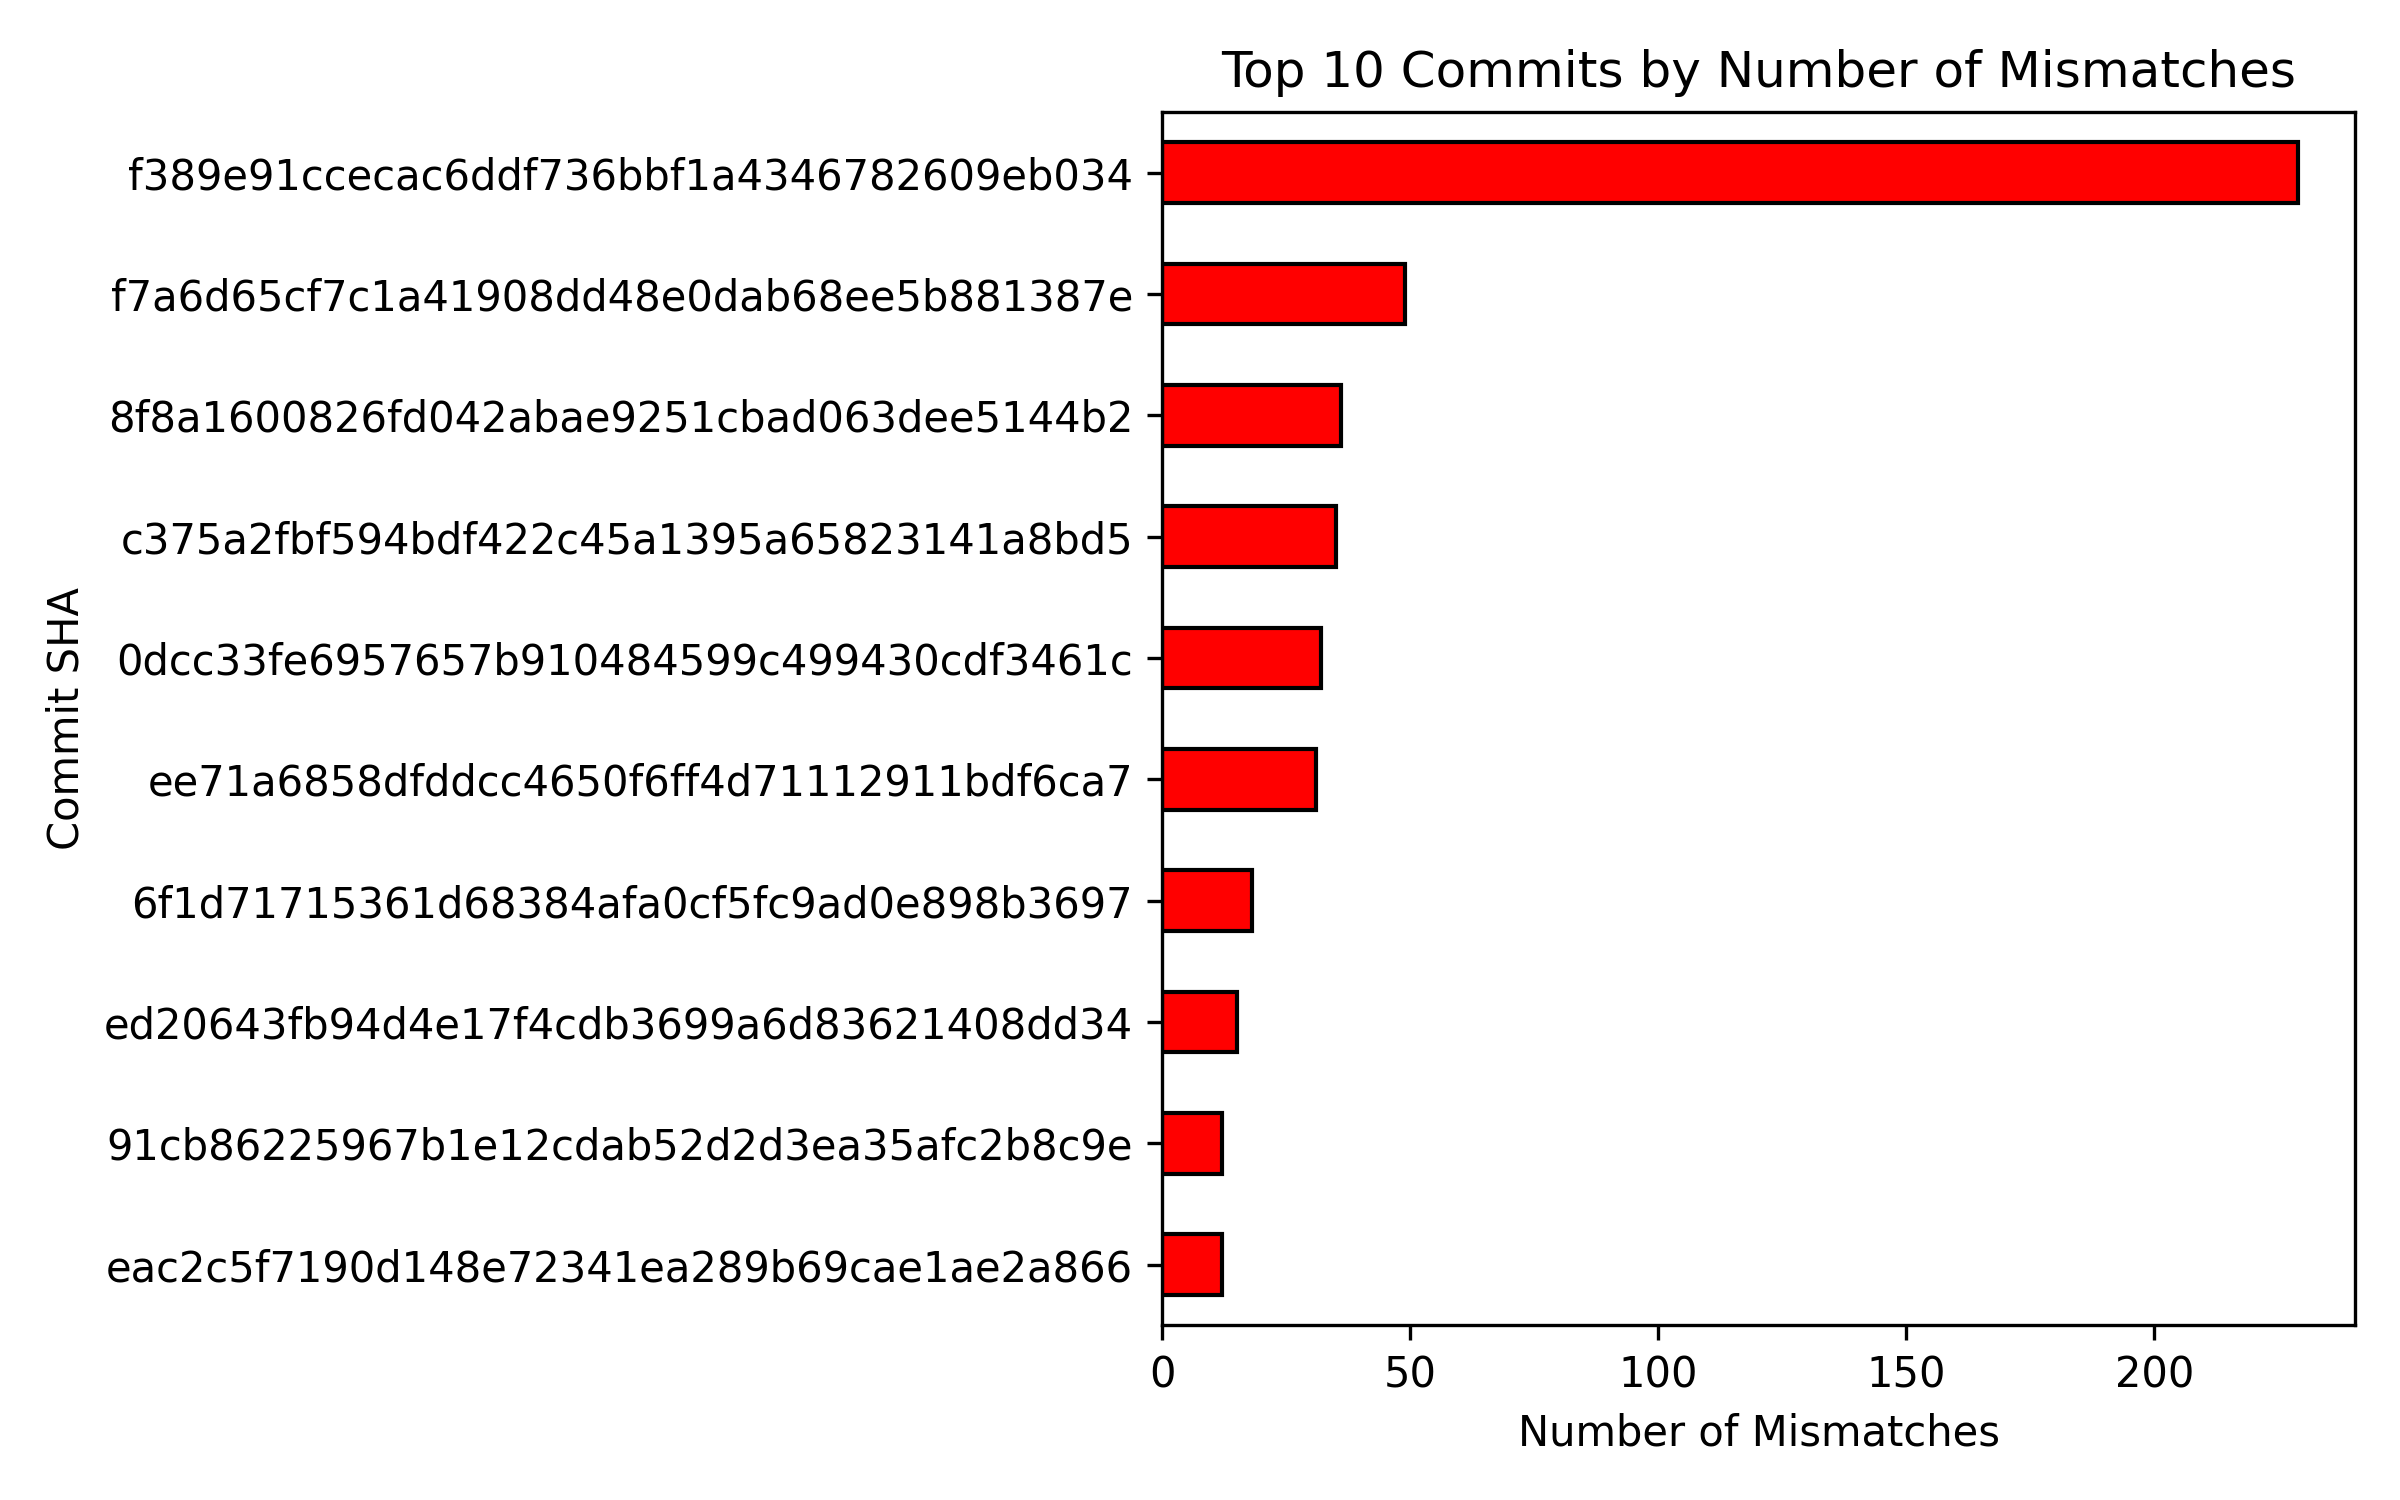 Top 10 Commits by Number of Mismatches
f389e91ccecac6ddf736bbf1a4346782609eb034
f7a6d65cf7c1a41908dd48e0dab68ee5b881387e
8f8a1600826fd042abae9251cbad063dee5144b2
c375a2fbf594bdf422c45a1395a65823141a8bd5
0dcc33fe6957657b910484599c499430cdf3461c
ee71a6858dfddcc4650f6ff4d71112911bdf6ca7
6f1d71715361d68384afa0cf5fc9ad0e898b3697
ed20643fb94d4e17f4cdb3699a6d83621408dd34
91cb86225967b1e12cdab52d2d3ea35afc2b8c9e
eac2c5f7190d148e72341ea289b69cae1ae2a866
Commit SHA
0 50 100 150 200
Number of Mismatches